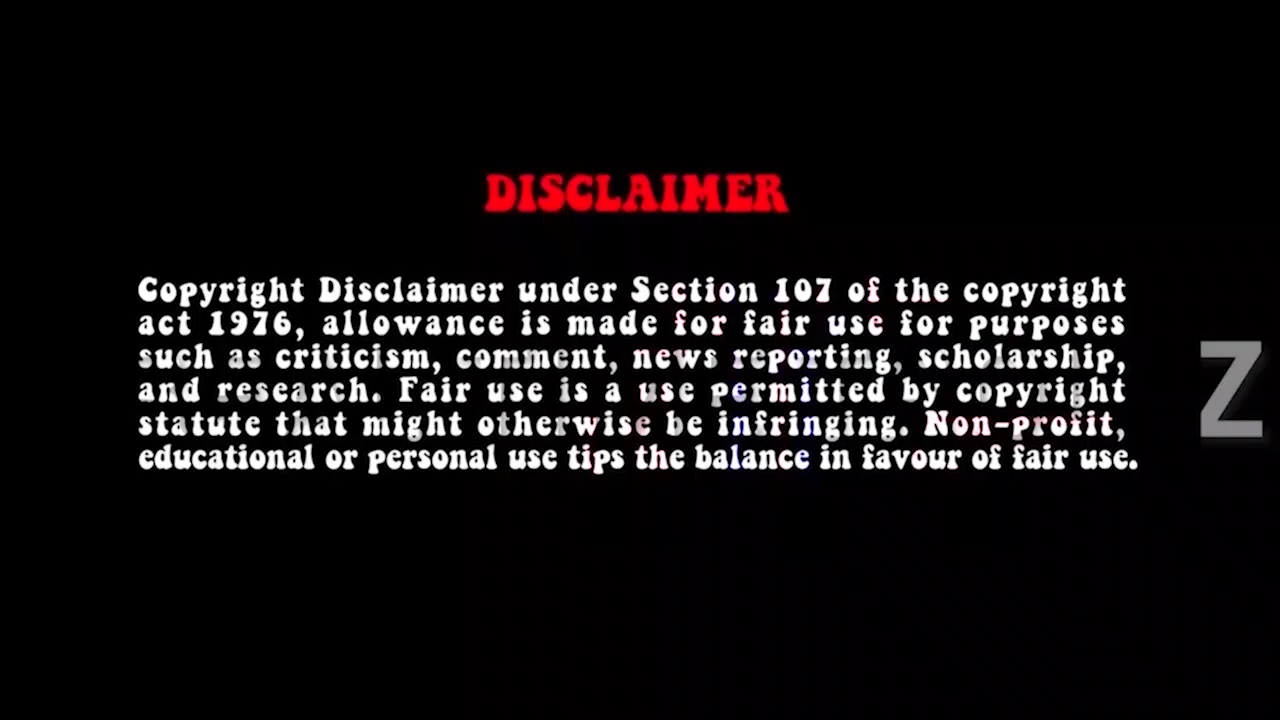 DISCLAIMER
Copyright Disclaimer under Section 107 of the copyright
act 1976, allowance is made for fair use for purposes
such as criticism, comment, news reporting, scholarship,
and research. Fair use is a use permitted by copyright
statute that might otherwise be infringing. Non-profit,
educational or personal use tips the balance in favour of fair use.
Z